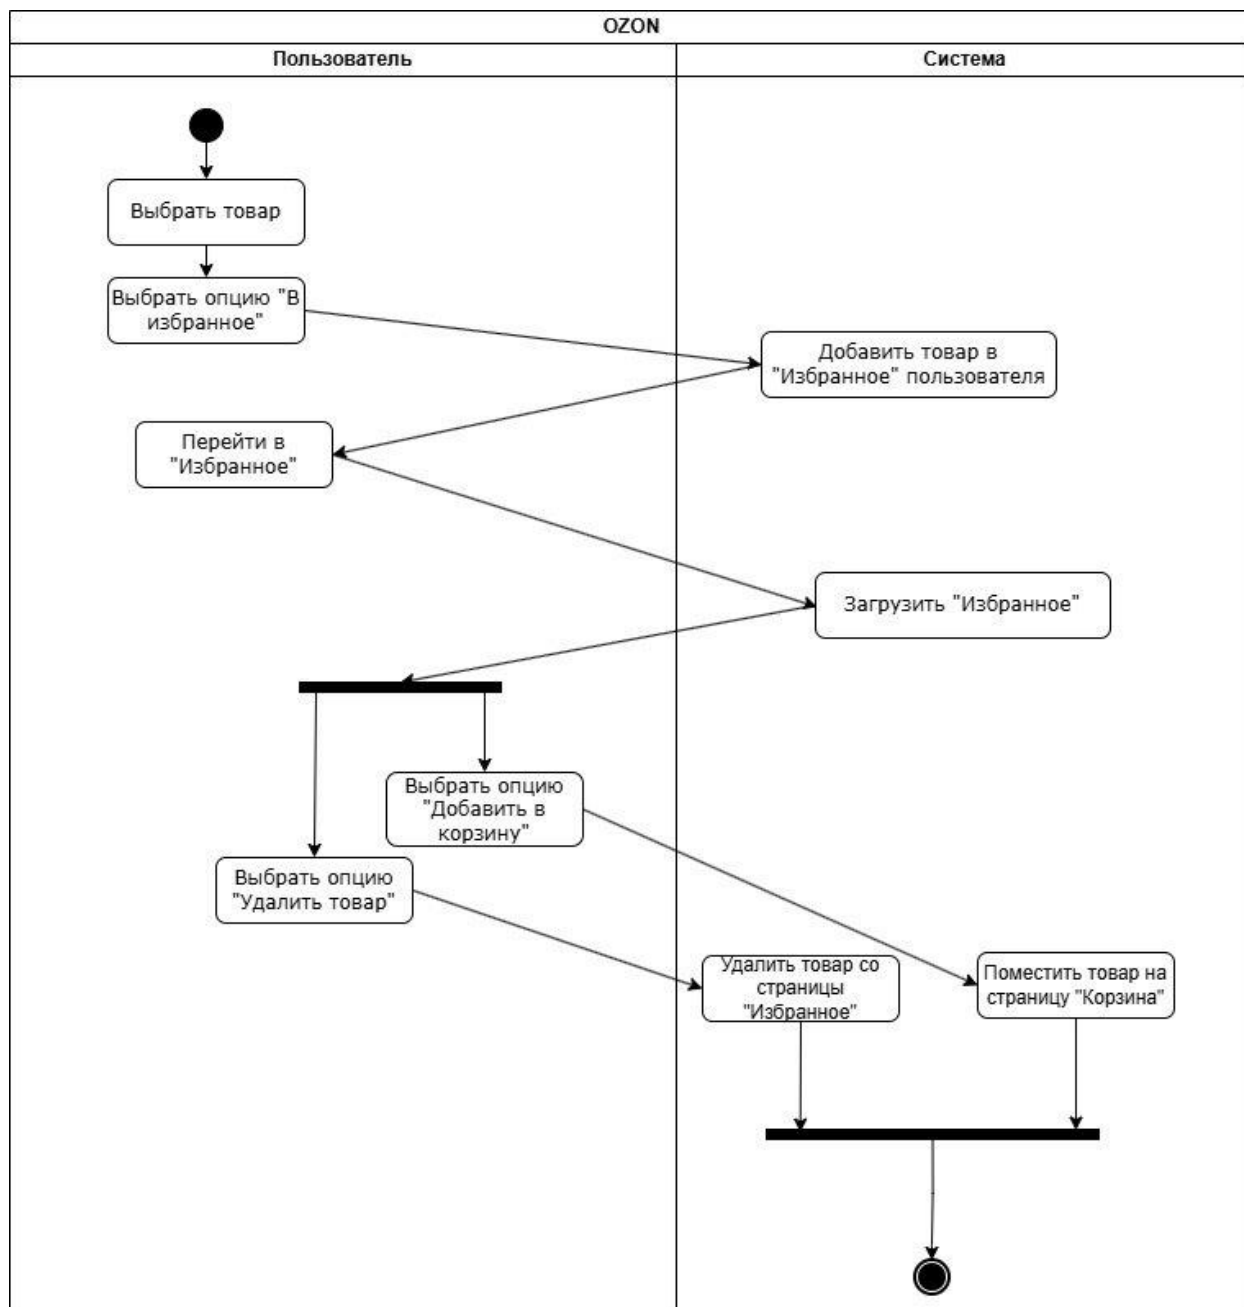 OZON
Пользователь
Система
Выбрать товар
Выбрать опцию "В
избранное"
Добавить товар в
"Избранное" пользователя
Перейти в
"Избранное"
Загрузить "Избранное"
Выбрать опцию
"Добавить в
корзину"
Выбрать опцию
"Удалить товар"
Удалить товар со
страницы
"Избранное"
Поместить товар на
страницу "Корзина"